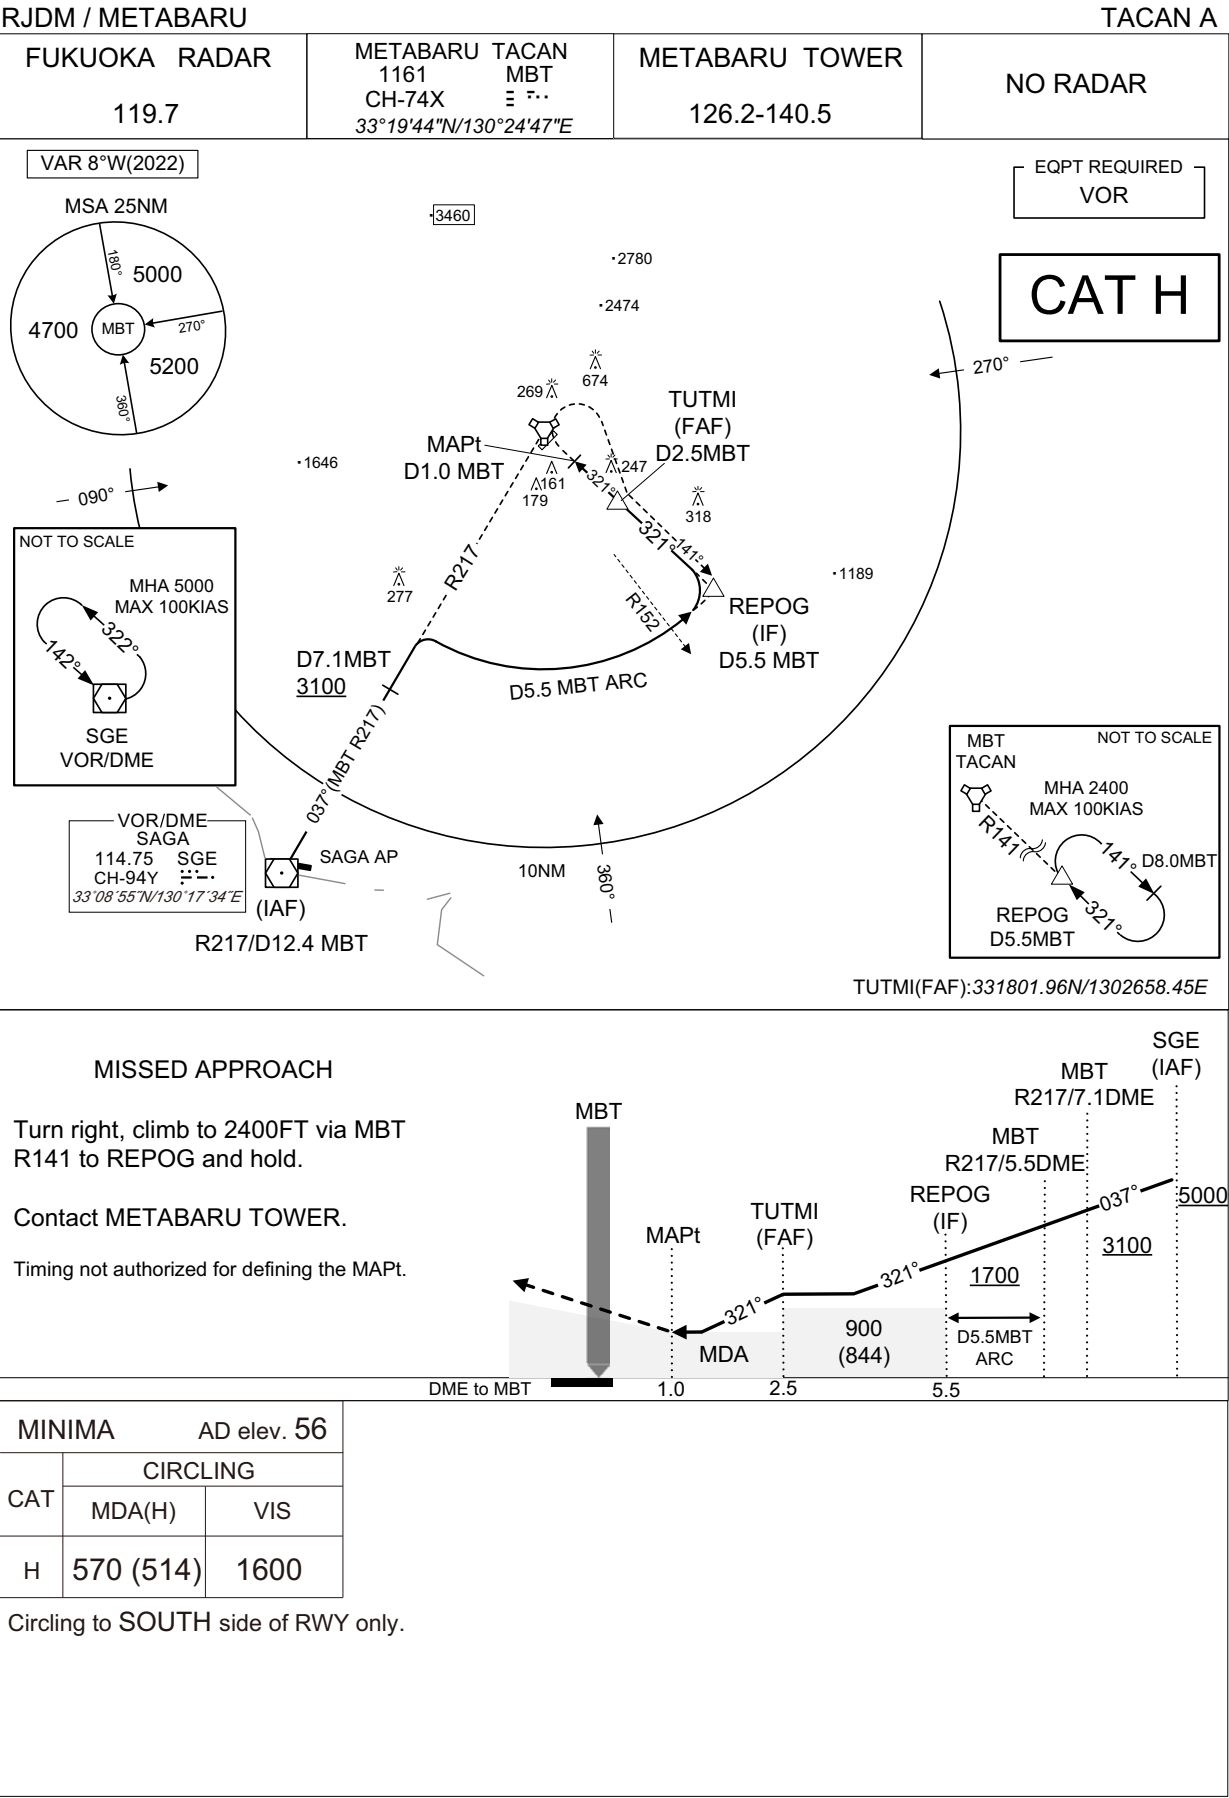 RJDM / METABARU
TACAN A
FUKUOKA RADAR
119.7
METABARU TACAN
1161 MBT
CH-74X
33°19'44"N/130°24'47"E
METABARU TOWER
126.2-140.5
NO RADAR
VAR 8°W(2022)
MSA 25NM
180°
5000
4700
MBT
270°
5200
360°
EQPT REQUIRED
VOR
CAT H
3460
2780
2474
674
269
TUTMI
(FAF)
D2.5MBT
MAPt
D1.0 MBT
247
161
179
321°
318
1646
090°
270°
321°
141°
1189
R217
277
R152
REPOG
(IF)
D5.5 MBT
D7.1MBT
3100
D5.5 MBT ARC
NOT TO SCALE
MHA 5000
MAX 100KIAS
322°
142°
SGE
VOR/DME
037°(MBT R217)
VOR/DME
SAGA
114.75 SGE
CH-94Y
33°08´55˝N/130°17´34˝E
SAGA AP
(IAF)
R217/D12.4 MBT
10NM
360°
MBT
TACAN
NOT TO SCALE
MHA 2400
MAX 100KIAS
R141
141°
D8.0MBT
321°
REPOG
D5.5MBT
TUTMI(FAF):331801.96N/1302658.45E
MISSED APPROACH
Turn right, climb to 2400FT via MBT
R141 to REPOG and hold.
Contact METABARU TOWER.
Timing not authorized for defining the MAPt.
MBT
MAPt
TUTMI
(FAF)
REPOG
(IF)
MBT
R217/5.5DME
MBT
R217/7.1DME
SGE
(IAF)
037°
5000
3100
1700
321°
321°
900
(844)
D5.5MBT
ARC
MDA
DME to MBT
1.0
2.5
5.5
MINIMA AD elev. 56
CAT
CIRCLING
MDA(H) VIS
H 570 (514) 1600
Circling to SOUTH side of RWY only.